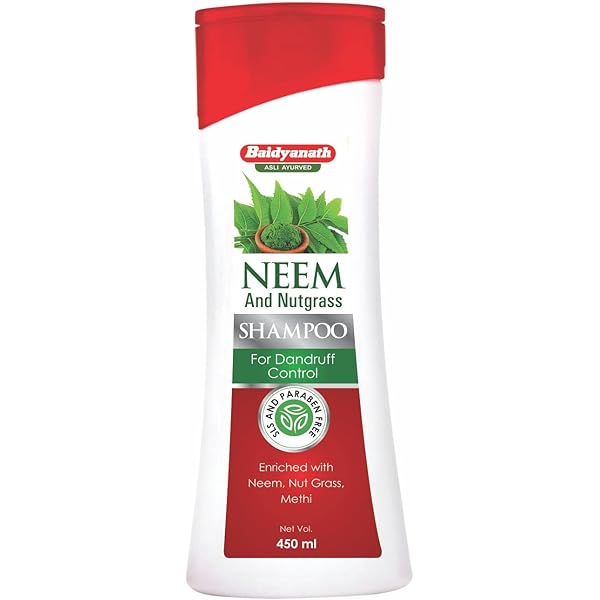 Baidyanath
ASLI AYURVED
NEEM
And Nutgrass
SHAMPOO
For Dandruff
Control
SLS AND PARABEN FREE
Enriched with
Neem, Nut Grass,
Methi
Net Vol.
450 ml